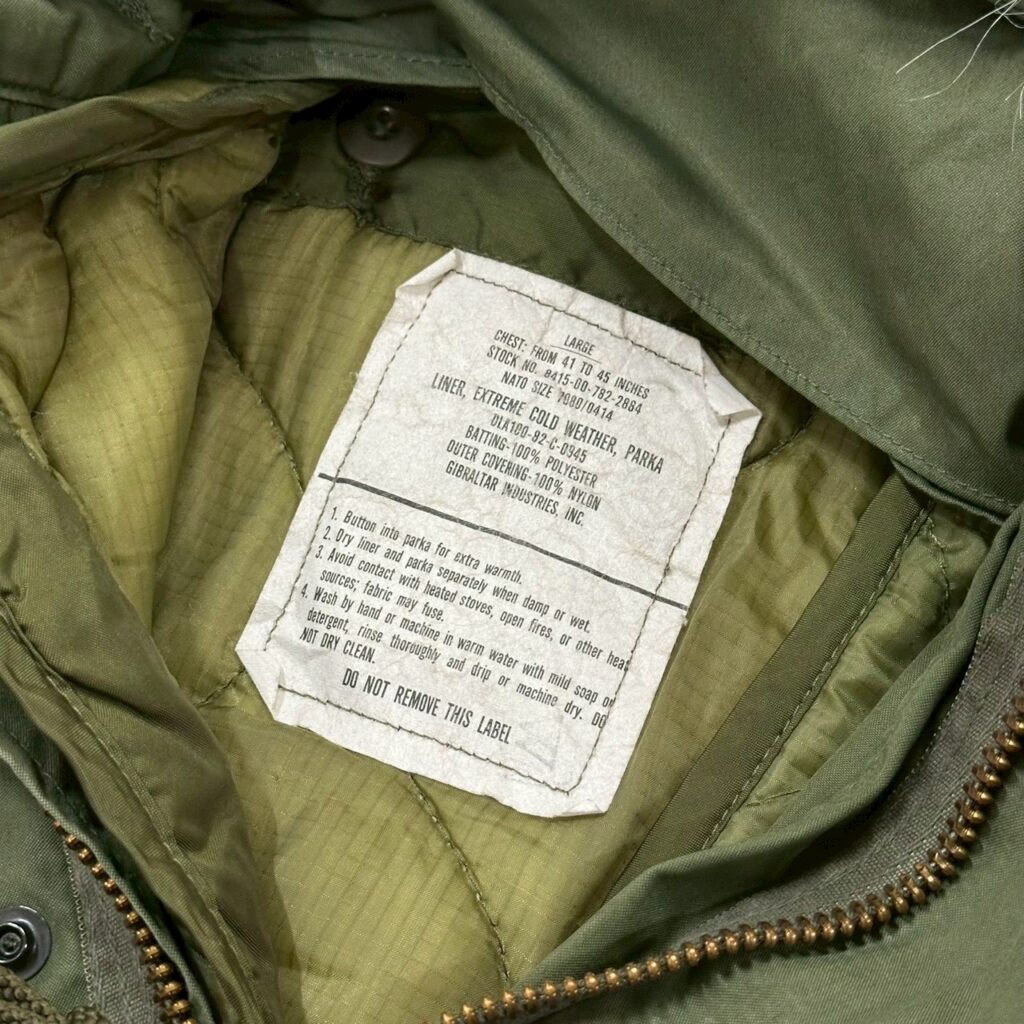 LARGE
CHEST: FROM 41 TO 45 INCHES
STOCK NO. 8415-00-782-2884
NATO SIZE 7080/0414
LINER, EXTREME COLD WEATHER, PARKA
DLA100-82-C-0945
BATTING-100% POLYESTER
OUTER COVERING-100% NYLON
GIBRALTAR INDUSTRIES, INC.
1. Button into parka for extra warmth.
2. Dry liner and parka separately when damp or wet.
3. Avoid contact with heated stoves, open fires, or other heat
sources; fabric may fuse.
4. Wash by hand or machine in warm water with mild soap or
detergent, rinse thoroughly and drip or machine dry. DO
NOT DRY CLEAN.
DO NOT REMOVE THIS LABEL